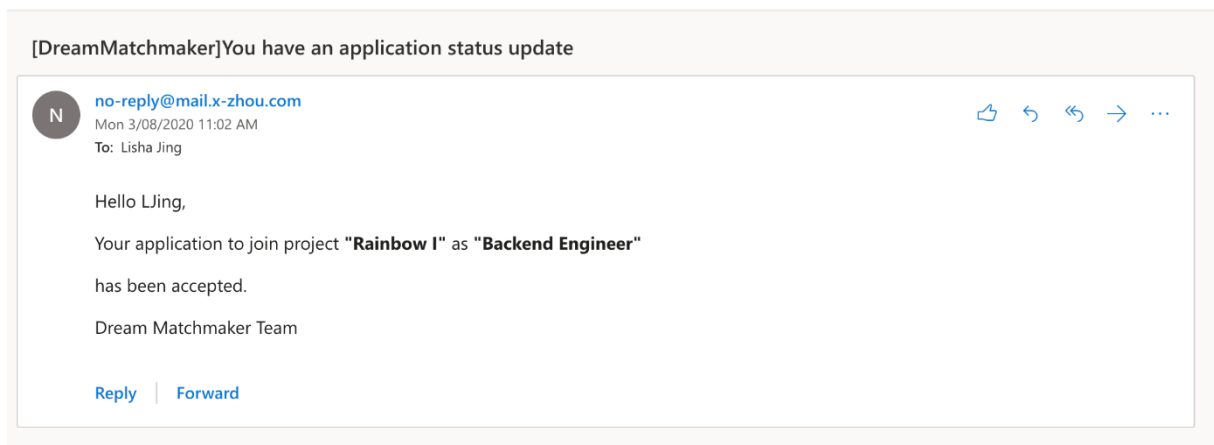 [DreamMatchmaker]You have an application status update
N
no-reply@mail.x-zhou.com
Mon 3/08/2020 11:02 AM
To: Lisha Jing
Hello LJing,
Your application to join project "Rainbow I" as "Backend Engineer"
has been accepted.
Dream Matchmaker Team
Reply Forward